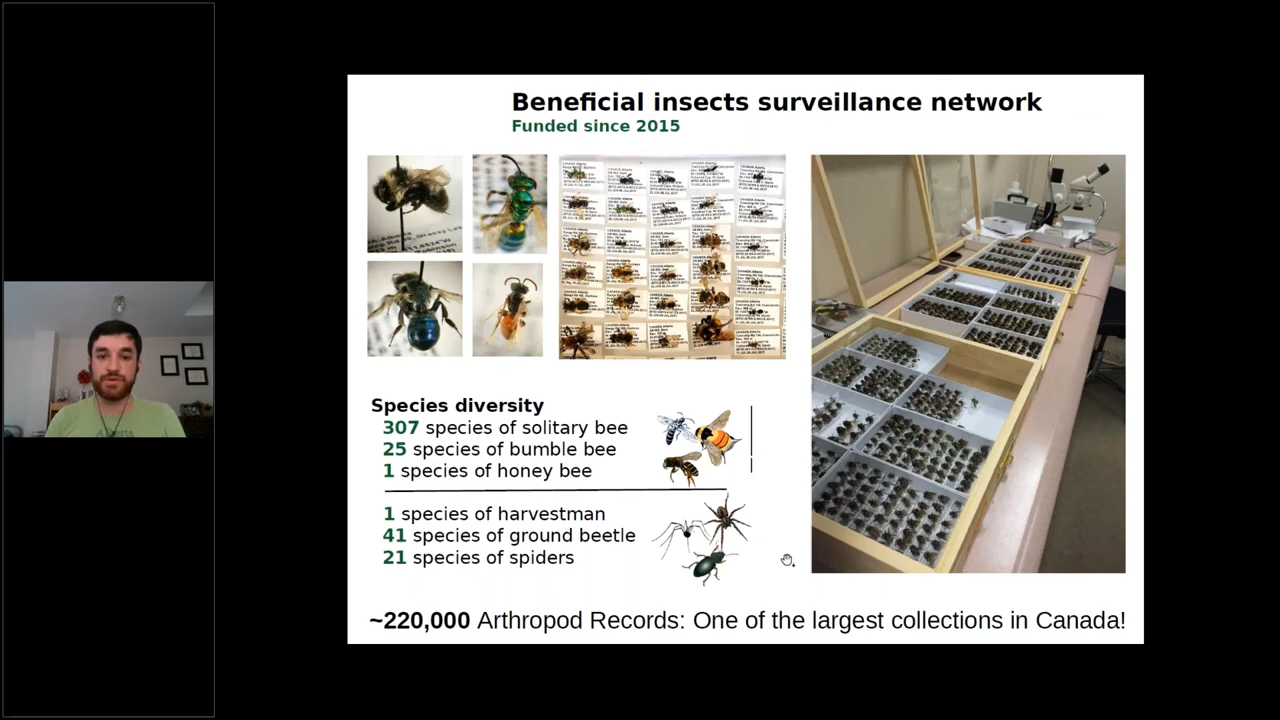 Beneficial insects surveillance network
Funded since 2015
Species diversity
307 species of solitary bee
25 species of bumble bee
1 species of honey bee
1 species of harvestman
41 species of ground beetle
21 species of spiders
~220,000 Arthropod Records: One of the largest collections in Canada!